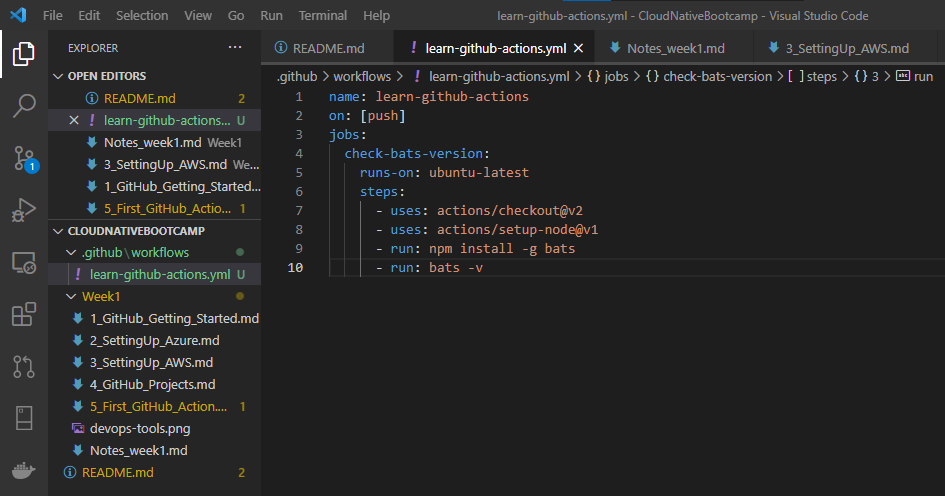 File Edit Selection View Go Run Terminal Help learn-github-actions.yml - CloudNativeBootcamp - Visual Studio Code
EXPLORER ...
OPEN EDITORS
README.md 2
learn-github-actions... U
Notes_week1.md Week1
3_SettingUp_AWS.md We...
1_GitHub_Getting_Started....
5_First_GitHub_Actio... 1
CLOUDNATIVEBOOTCAMP
.github\workflows
learn-github-actions.yml U
Week1
1_GitHub_Getting_Started.md
2_SettingUp_Azure.md
3_SettingUp_AWS.md
4_GitHub_Projects.md
5_First_GitHub_Action.... 1
devops-tools.png
Notes_week1.md
README.md 2
1
README.md learn-github-actions.yml Notes_week1.md 3_SettingUp_AWS.md
.github > workflows > ! learn-github-actions.yml > {} jobs > {} check-bats-version > [ ] steps > {} 3 > abc run
1 name: learn-github-actions
2 on: [push]
3 jobs:
4 check-bats-version:
5 runs-on: ubuntu-latest
6 steps:
7 - uses: actions/checkout@v2
8 - uses: actions/setup-node@v1
9 - run: npm install -g bats
10 - run: bats -v